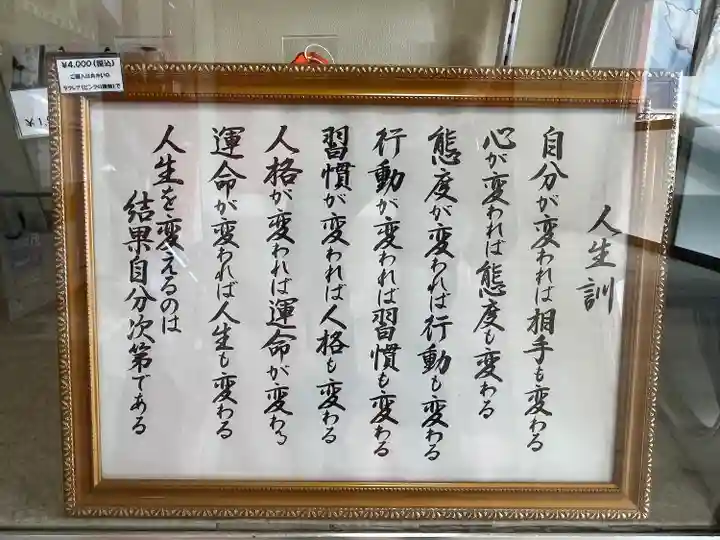 人生訓
自分が変われば相手も変わる
心が変われば態度も変わる
態度が変われば行動も変わる
行動が変われば習慣も変わる
習慣が変われば人格も変わる
人格が変われば運命が変わる
運命が変われば人生も変わる
人生を変えるのは
結果自分次第である
¥4,000(税込)